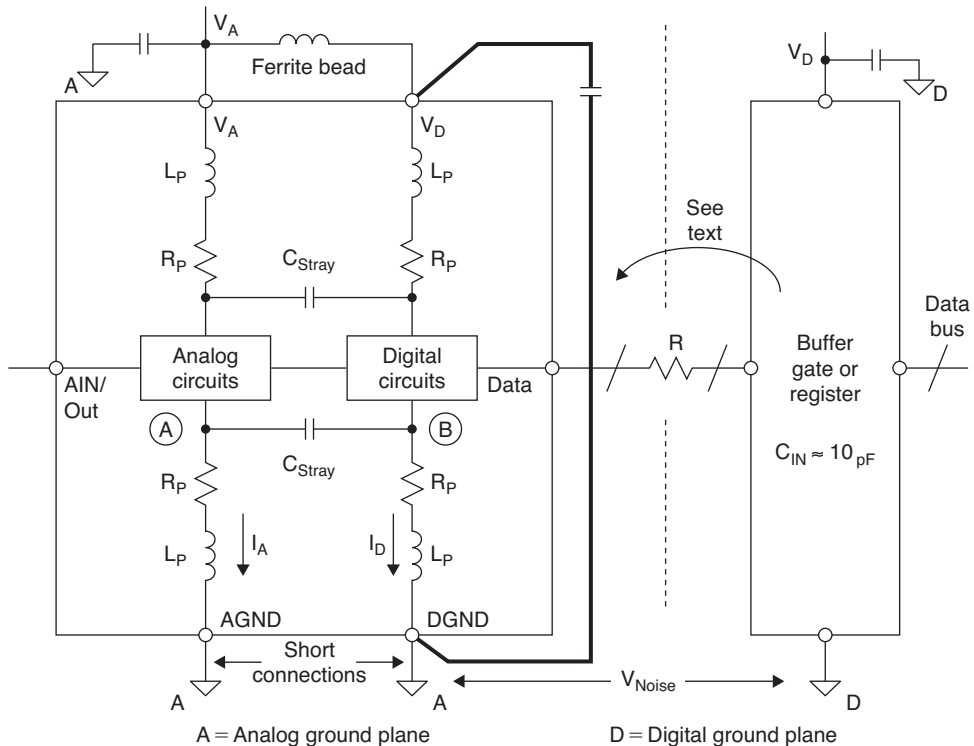 V_A
Ferrite bead
A
V_D
D
V_A
V_D
L_P
L_P
See
text
R_P
C_Stray
R_P
R
Data
bus
Analog
circuits
Digital
circuits
Data
Buffer
gate or
register
AIN/
Out
A
B
C_Stray
C_IN ≈ 10 pF
R_P
R_P
I_A
I_D
L_P
L_P
AGND
DGND
Short
connections
V_Noise
A
A
D
A = Analog ground plane
D = Digital ground plane